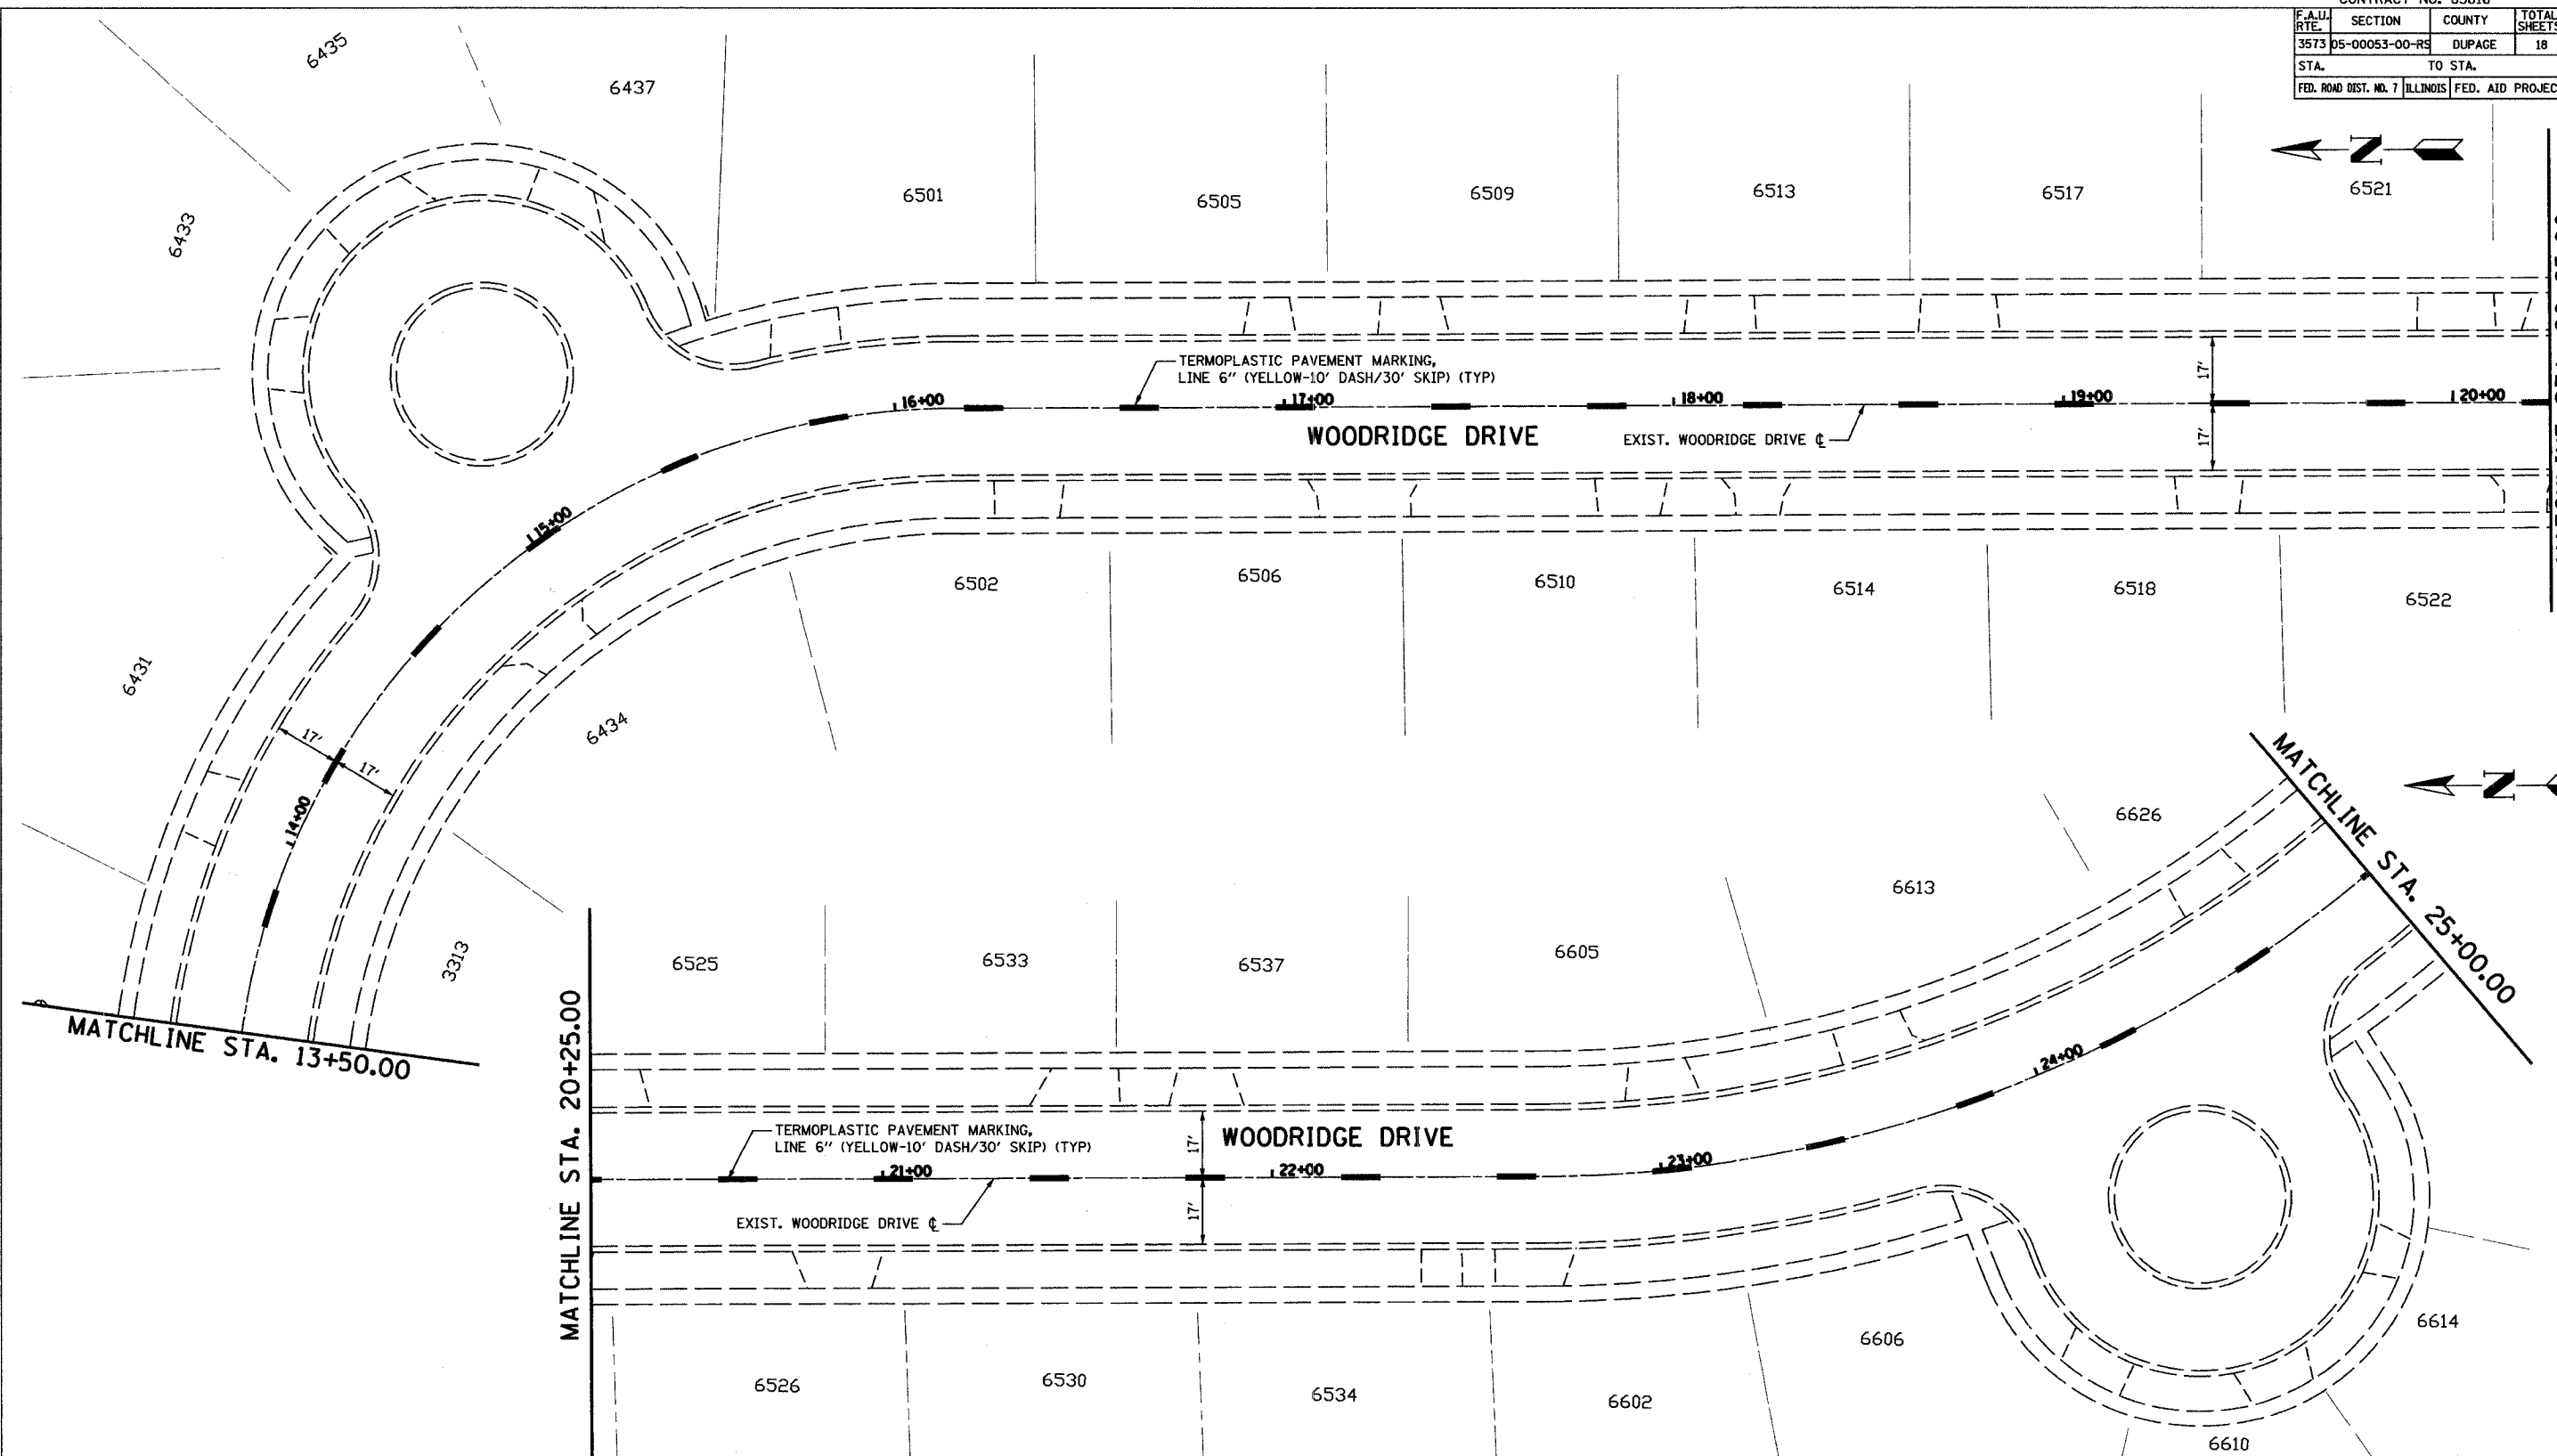 F.A.U. RTE. SECTION COUNTY TOTAL SHEETS
3573 05-00053-00-RS DUPAGE 18
STA. TO STA.
FED. ROAD DIST. NO. 7 ILLINOIS FED. AID PROJEC
6435
6437
6433
6501
6505
6509
6513
6517
N
6521
TERMOPLASTIC PAVEMENT MARKING,
LINE 6" (YELLOW-10' DASH/30' SKIP) (TYP)
16+00
17+00
18+00
19+00
20+00
17'
17'
WOODRIDGE DRIVE
EXIST. WOODRIDGE DRIVE ℄
15+00
6502
6506
6510
6514
6518
6522
6431
6434
17'
17'
14+00
3313
MATCHLINE STA. 13+50.00
N
MATCHLINE STA. 25+00.00
6626
6613
6525
6533
6537
6605
MATCHLINE STA. 20+25.00
TERMOPLASTIC PAVEMENT MARKING,
LINE 6" (YELLOW-10' DASH/30' SKIP) (TYP)
17'
17'
WOODRIDGE DRIVE
21+00
22+00
23+00
24+00
EXIST. WOODRIDGE DRIVE ℄
6526
6530
6534
6602
6606
6614
6610